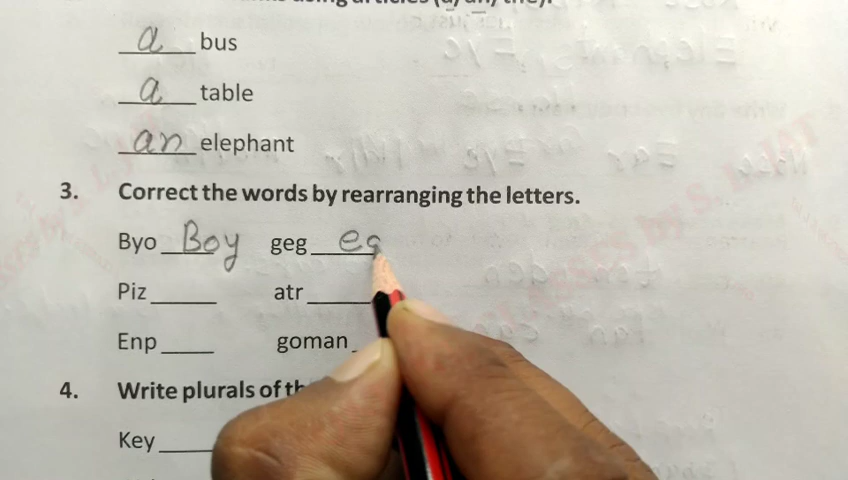 a bus
a table
an elephant
3. Correct the words by rearranging the letters.
Byo Boy geg eg
Piz atr
Enp goman
4. Write plurals of th
Key